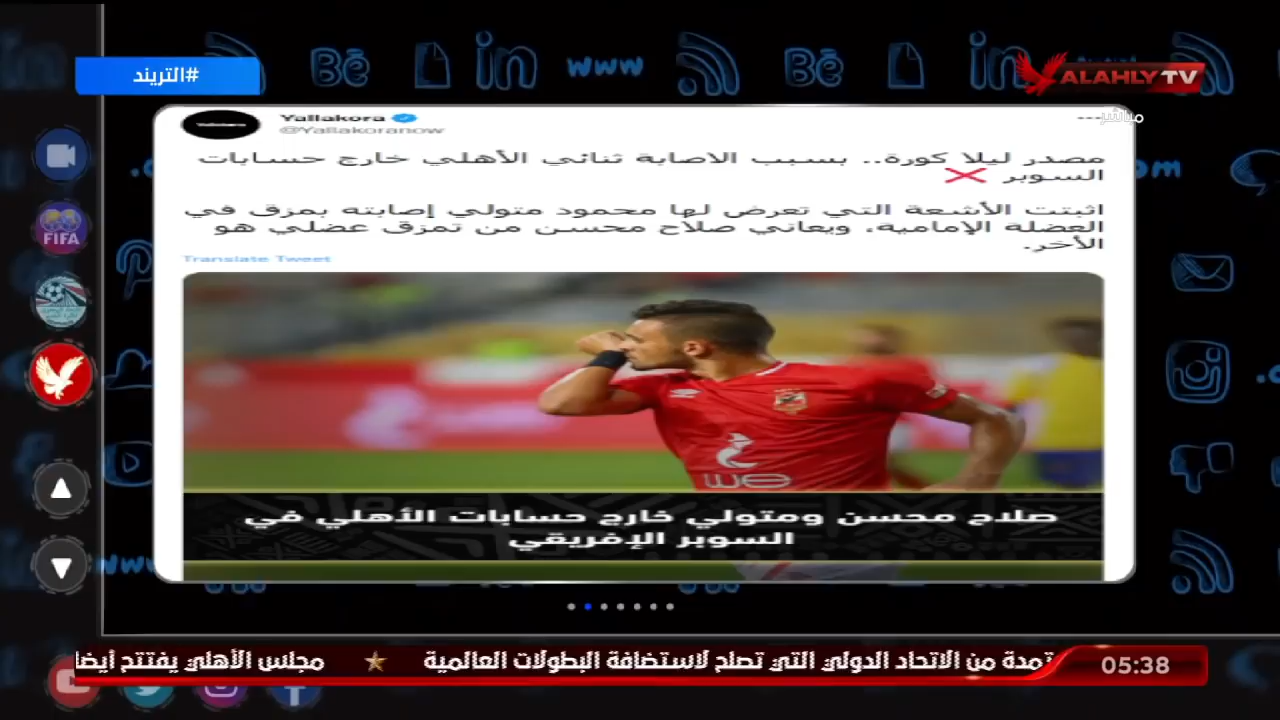 #التريند
ALAHLY TV
مباشر
Yallakora
@Yallakoranow
مصدر ليلا كورة.. بسبب الاصابة ثنائي الأهلي خارج حسابات
السوبر ❌
اثبتت الأشعة التي تعرض لها محمود متولي إصابته بمزق في
العضلة الإمامية، ويعاني صلاح محسن من تمزق عضلي هو
الأخر.
Translate Tweet
WE
صلاح محسن ومتولي خارج حسابات الأهلي في
السوبر الإفريقي
FIFA
تمدة من الاتحاد الدولي التي تصلح لاستضافة البطولات العالمية ★ مجلس الأهلي يفتتح أيضا
05:38